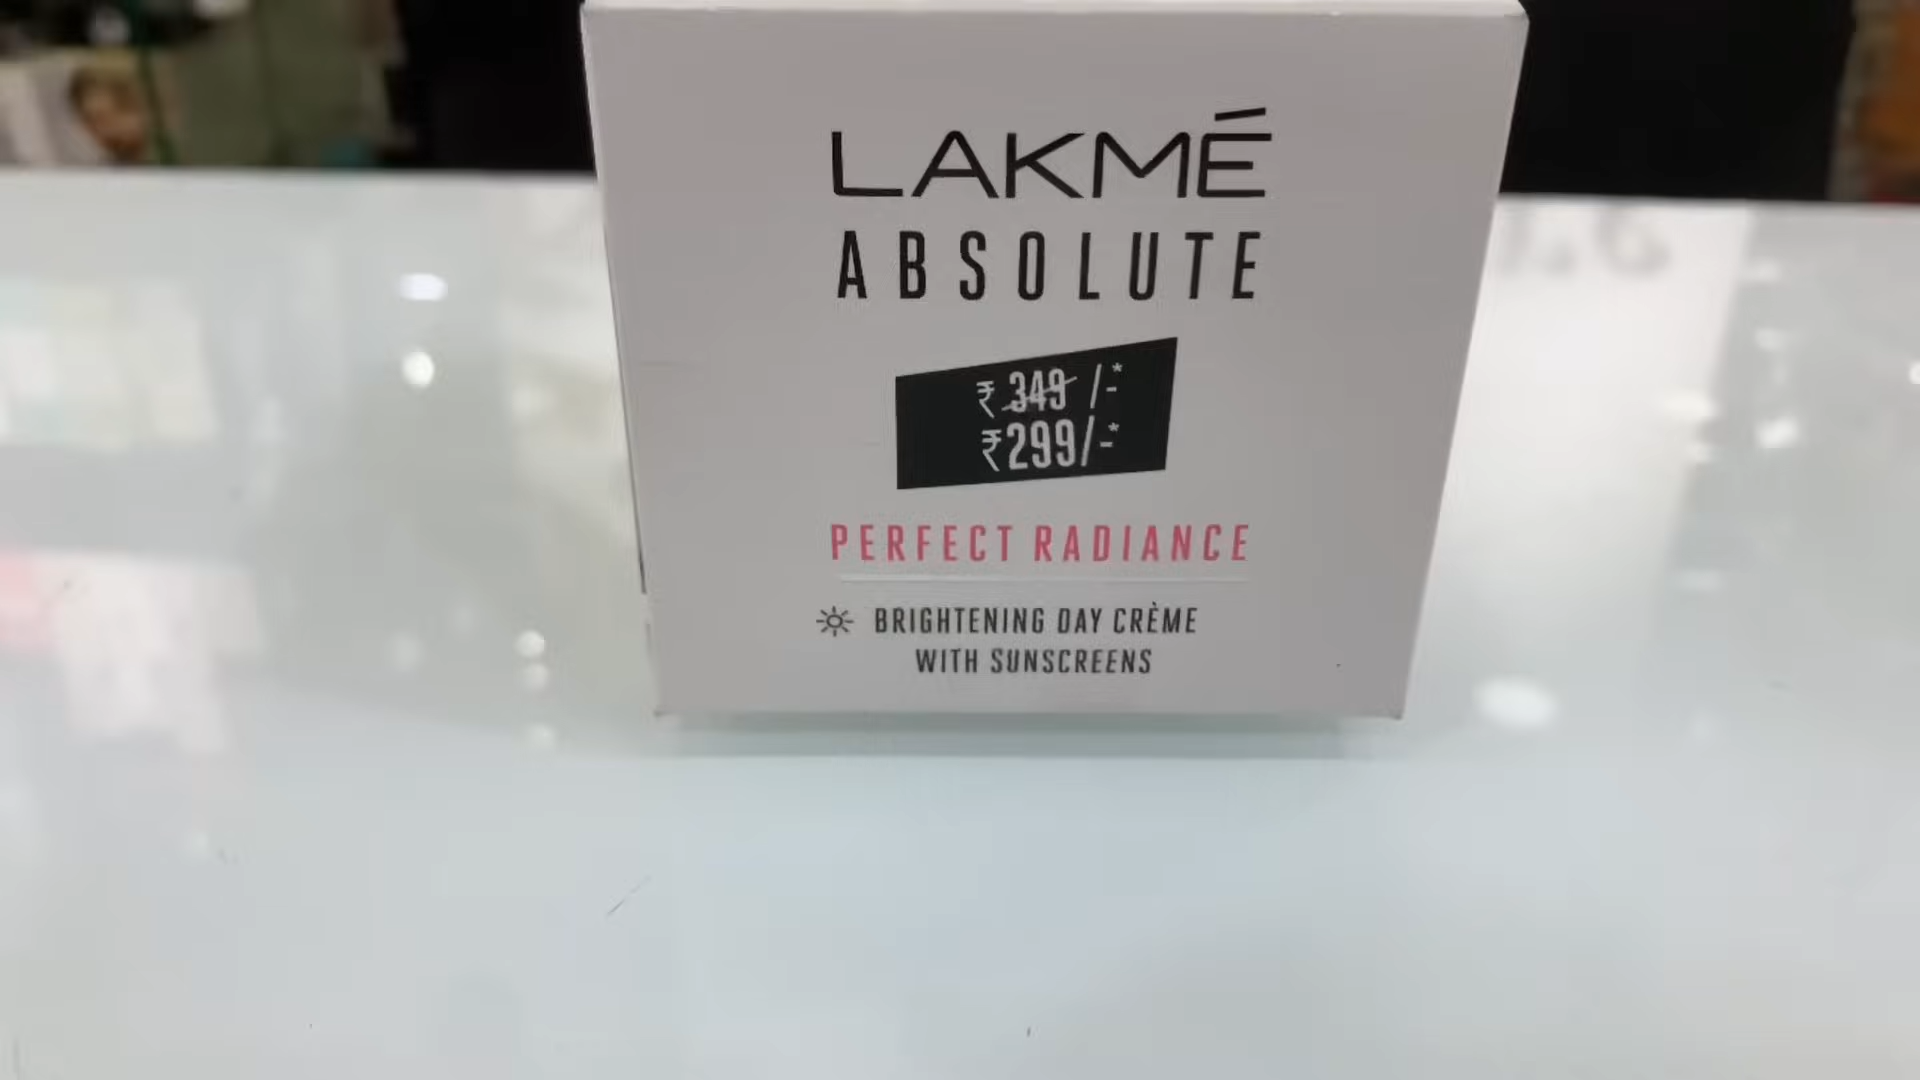 LAKMÉ
ABSOLUTE
₹ 349 /-*
₹299/-*
PERFECT RADIANCE
BRIGHTENING DAY CRÈME
WITH SUNSCREENS